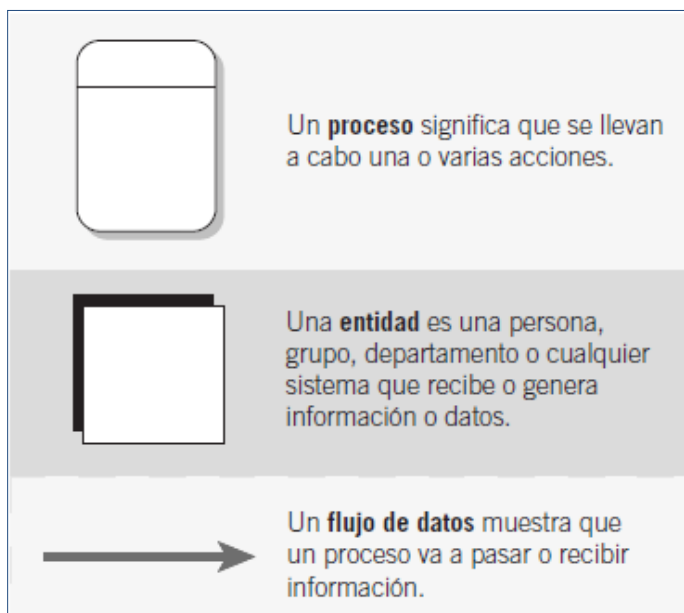 Un proceso significa que se llevan
a cabo una o varias acciones.
Una entidad es una persona,
grupo, departamento o cualquier
sistema que recibe o genera
información o datos.
Un flujo de datos muestra que
un proceso va a pasar o recibir
información.